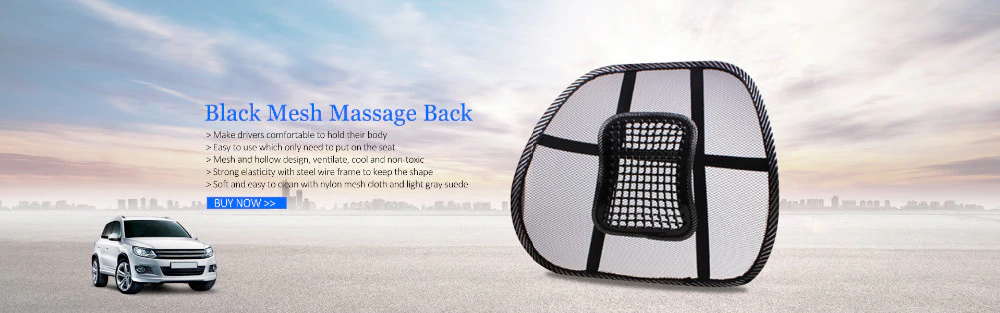 Black Mesh Massage Back
> Make drivers comfortable to hold their body
> Easy to use which only need to put on the seat
> Mesh and hollow design, ventilate, cool and non-toxic
> Strong elasticity with steel wire frame to keep the shape
> Soft and easy to clean with nylon mesh cloth and light gray suede
BUY NOW >>